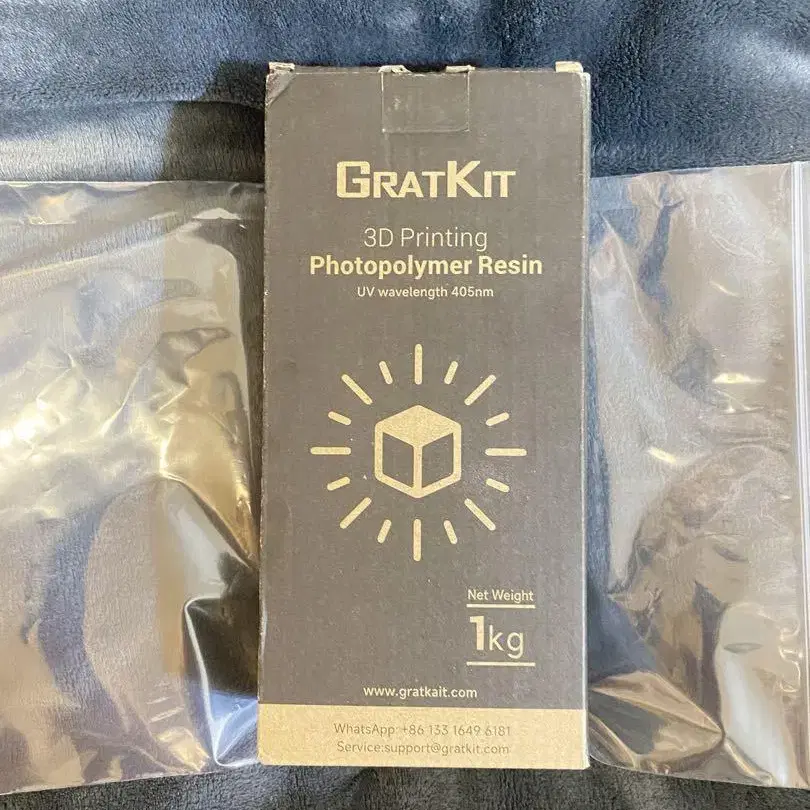 GRATKIT
3D Printing
Photopolymer Resin
UV wavelength 405nm
Net Weight
1kg
www.gratkait.com
WhatsApp:+86 133 1649 6181
Service:support@gratkit.com